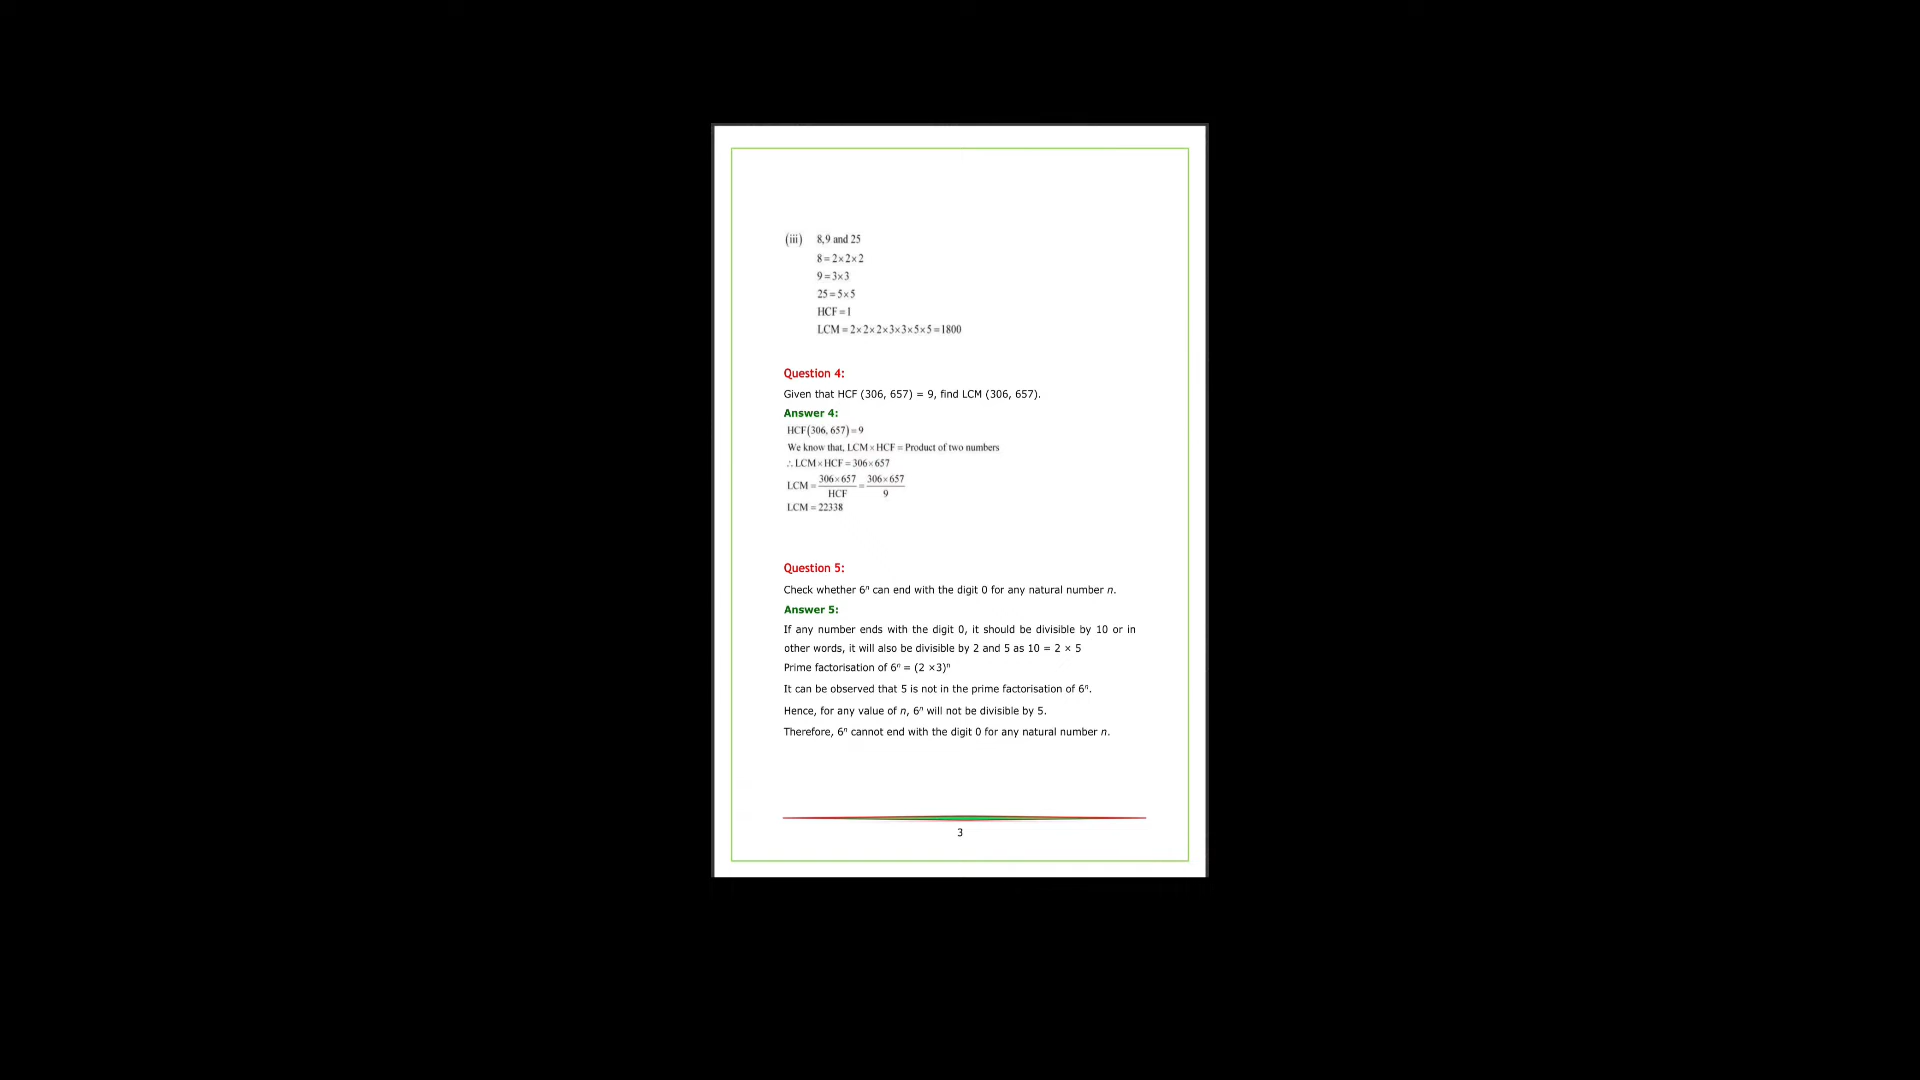 (iii) 8,9 and 25
8 = 2×2×2
9 = 3×3
25 = 5×5
HCF = 1
LCM = 2×2×2×3×3×5×5 = 1800
Question 4:
Given that HCF (306, 657) = 9, find LCM (306, 657).
Answer 4:
HCF(306, 657) = 9
We know that, LCM × HCF = Product of two numbers
∴ LCM × HCF = 306 × 657
LCM = 306×657/HCF = 306×657/9
LCM = 22338
Question 5:
Check whether 6ⁿ can end with the digit 0 for any natural number n.
Answer 5:
If any number ends with the digit 0, it should be divisible by 10 or in
other words, it will also be divisible by 2 and 5 as 10 = 2 × 5
Prime factorisation of 6ⁿ = (2 ×3)ⁿ
It can be observed that 5 is not in the prime factorisation of 6ⁿ.
Hence, for any value of n, 6ⁿ will not be divisible by 5.
Therefore, 6ⁿ cannot end with the digit 0 for any natural number n.
3